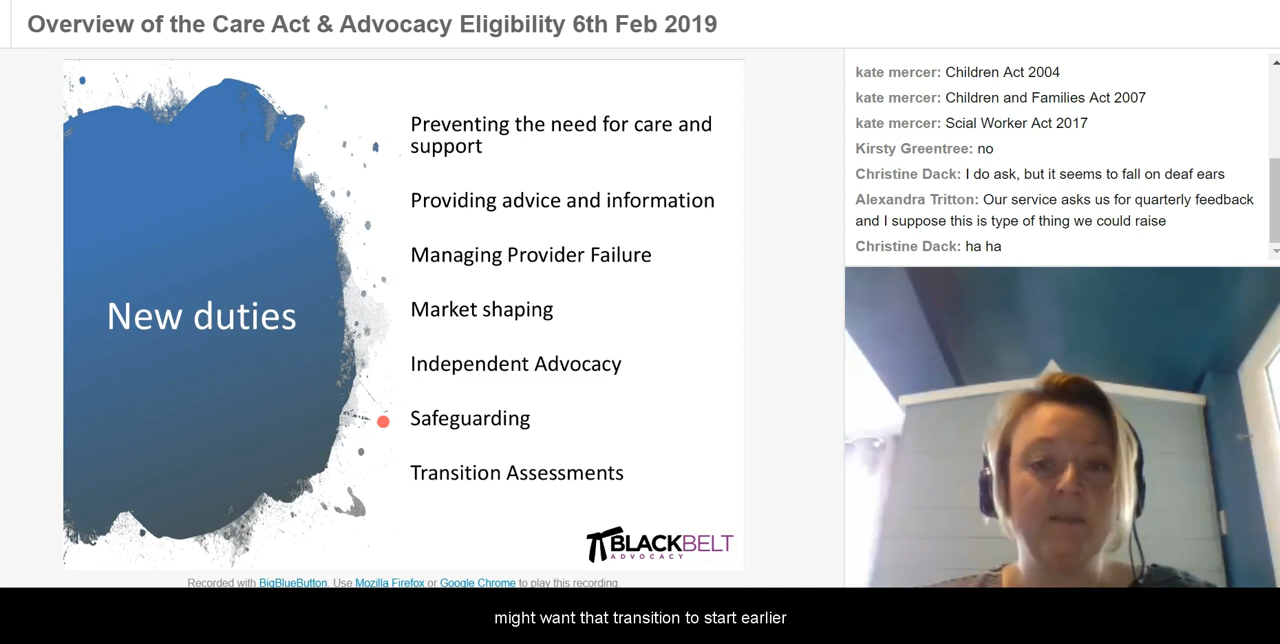 Overview of the Care Act & Advocacy Eligibility 6th Feb 2019
New duties
Preventing the need for care and
support
Providing advice and information
Managing Provider Failure
Market shaping
Independent Advocacy
Safeguarding
Transition Assessments
BLACKBELT
ADVOCACY
Recorded with BigBlueButton. Use Mozilla Firefox or Google Chrome to play this recording.
kate mercer: Children Act 2004
kate mercer: Children and Families Act 2007
kate mercer: Scial Worker Act 2017
Kirsty Greentree: no
Christine Dack: I do ask, but it seems to fall on deaf ears
Alexandra Tritton: Our service asks us for quarterly feedback
and I suppose this is type of thing we could raise
Christine Dack: ha ha
might want that transition to start earlier